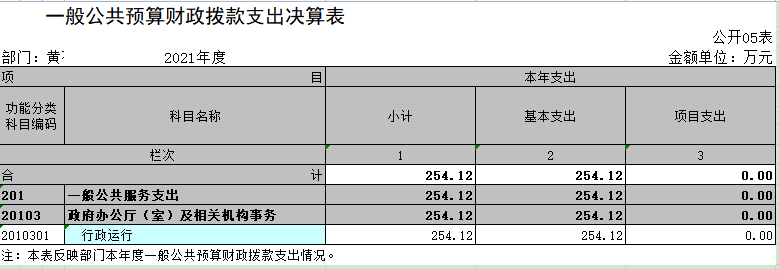 一般公共预算财政拨款支出决算表
公开05表
部门：黄 2021年度 金额单位：万元
项 目 本年支出
功能分类科目编码 科目名称 小计 基本支出 项目支出
栏次 1 2 3
合 计 254.12 254.12 0.00
201 一般公共服务支出 254.12 254.12 0.00
20103 政府办公厅（室）及相关机构事务 254.12 254.12 0.00
2010301 行政运行 254.12 254.12 0.00
注：本表反映部门本年度一般公共预算财政拨款支出情况。